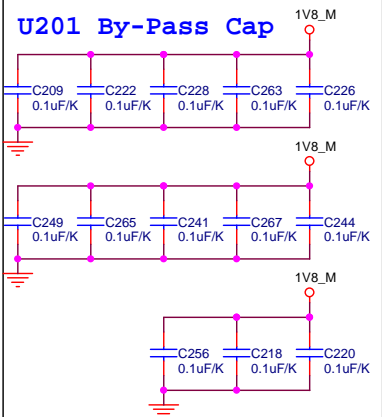 U201 By-Pass Cap
1V8_M
C209 C222 C228 C263 C226
0.1uF/K 0.1uF/K 0.1uF/K 0.1uF/K 0.1uF/K
1V8_M
C249 C265 C241 C267 C244
0.1uF/K 0.1uF/K 0.1uF/K 0.1uF/K 0.1uF/K
1V8_M
C256 C218 C220
0.1uF/K 0.1uF/K 0.1uF/K